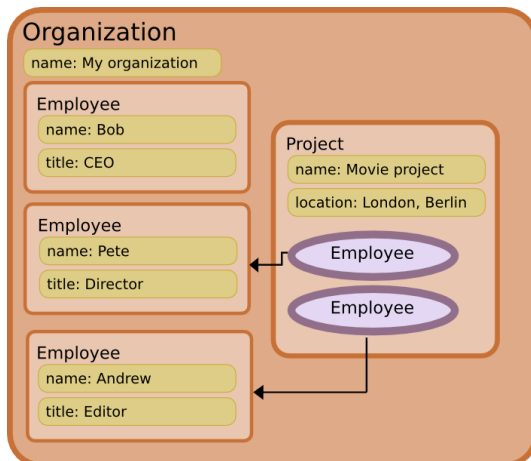 Organization
name: My organization
Employee
name: Bob
title: CEO
Employee
name: Pete
title: Director
Employee
name: Andrew
title: Editor
Project
name: Movie project
location: London, Berlin
Employee
Employee